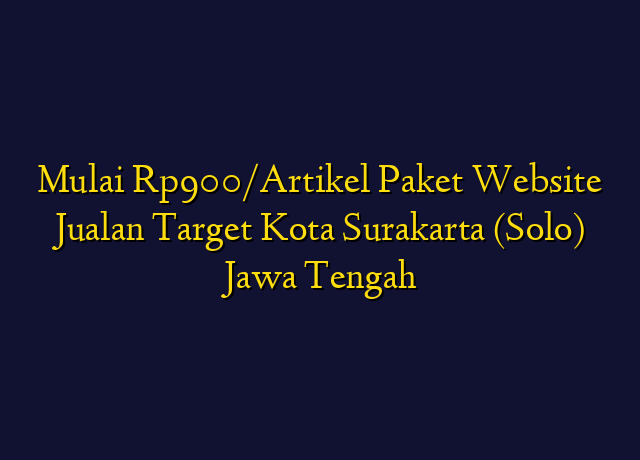 Mulai Rp900/Artikel Paket Website
Jualan Target Kota Surakarta (Solo)
Jawa Tengah